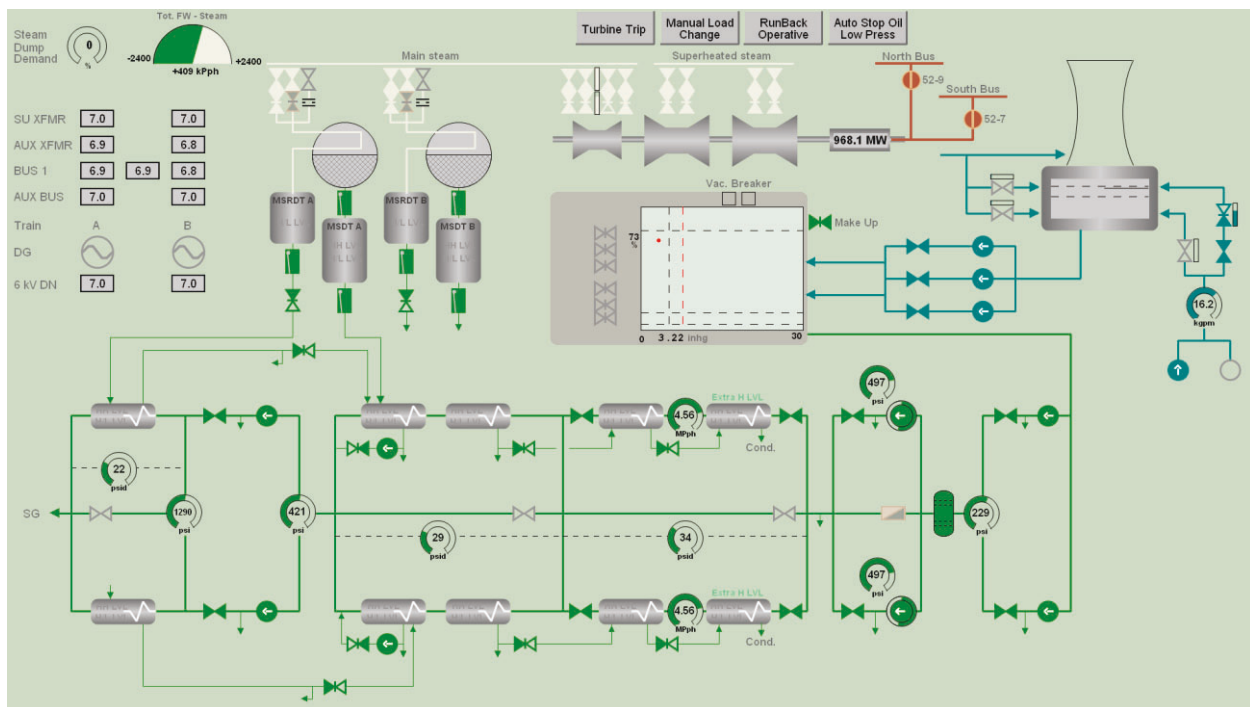 Steam
Dump
Demand
0
%
Tot. FW - Steam
-2400
+2400
+409 kPph
Turbine Trip
Manual Load
Change
RunBack
Operative
Auto Stop Oil
Low Press
Main steam
Superheated steam
North Bus
52-9
South Bus
52-7
968.1 MW
SU XFMR
7.0
7.0
AUX XFMR
6.9
6.8
BUS 1
6.9
6.9
6.8
AUX BUS
7.0
7.0
Train
A
B
DG
6 kV DN
7.0
7.0
MSRDT A
MSDT A
MSRDT B
MSDT B
Vac. Breaker
73
%
0
3.22 inhg
30
Make Up
16.2
kgpm
Extra H LVL
4.56
MPph
Cond.
497
psi
22
psid
SG
1290
psi
421
psi
29
psid
34
psid
229
psi
497
psi
Extra H LVL
4.56
MPph
Cond.